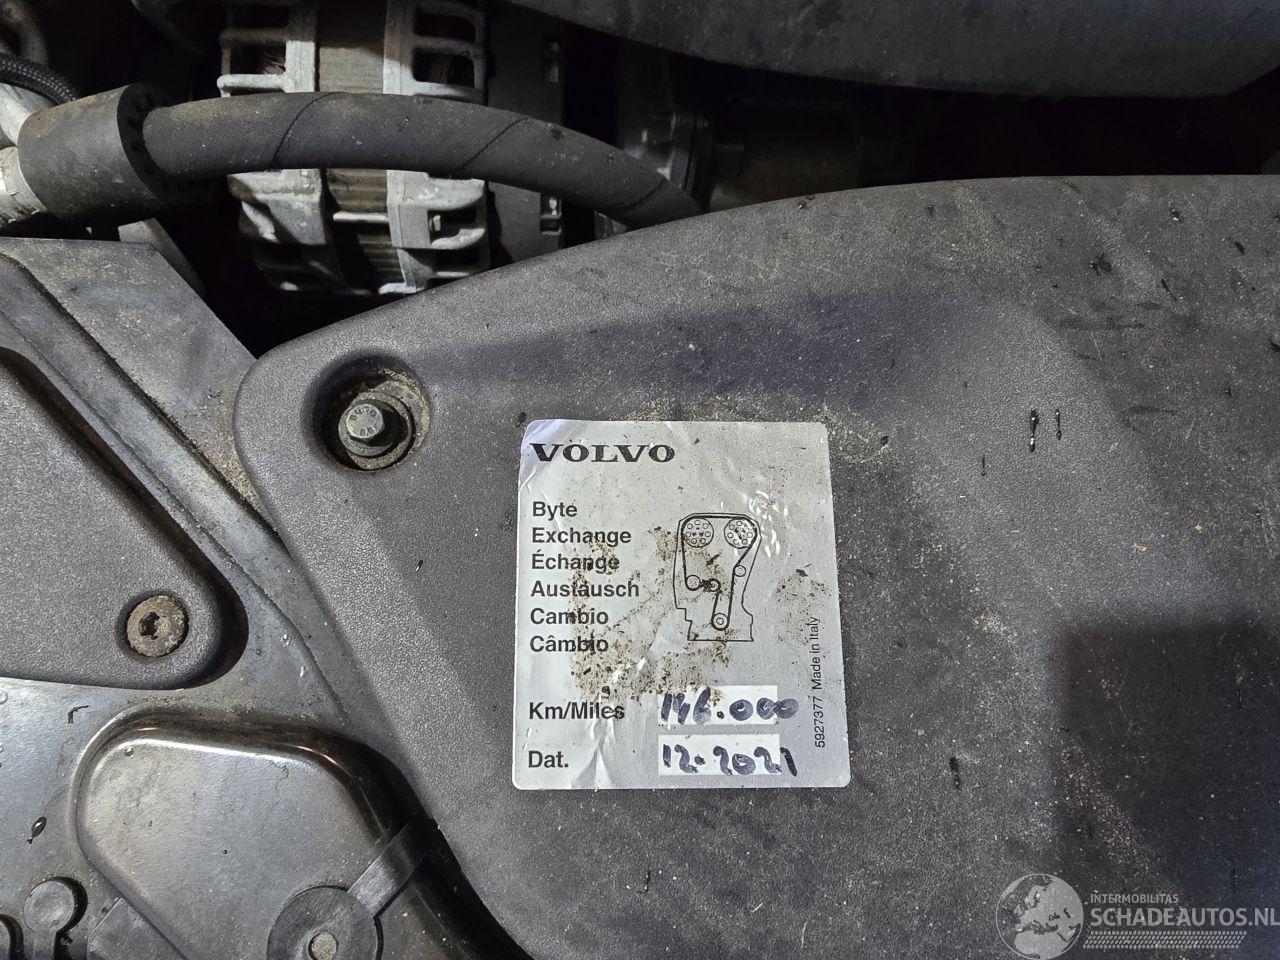 VOLVO
Byte
Exchange
Échange
Austausch
Cambio
Câmbio
Km/Miles 146.000
Dat. 12.2021
5927377 Made in Italy
INTERMOBILITAS
SCHADEAUTOS.NL